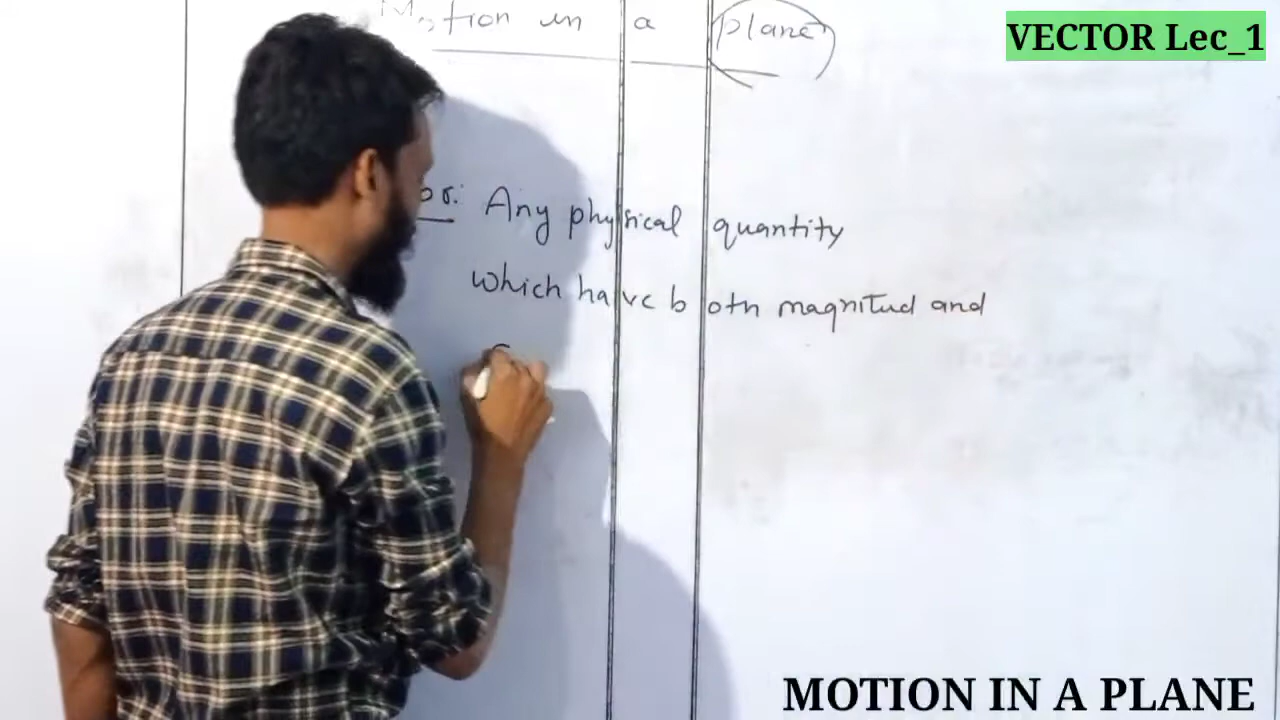 Motion in a plane
VECTOR Lec_1
or: Any physical quantity
which have both magnitud and
MOTION IN A PLANE